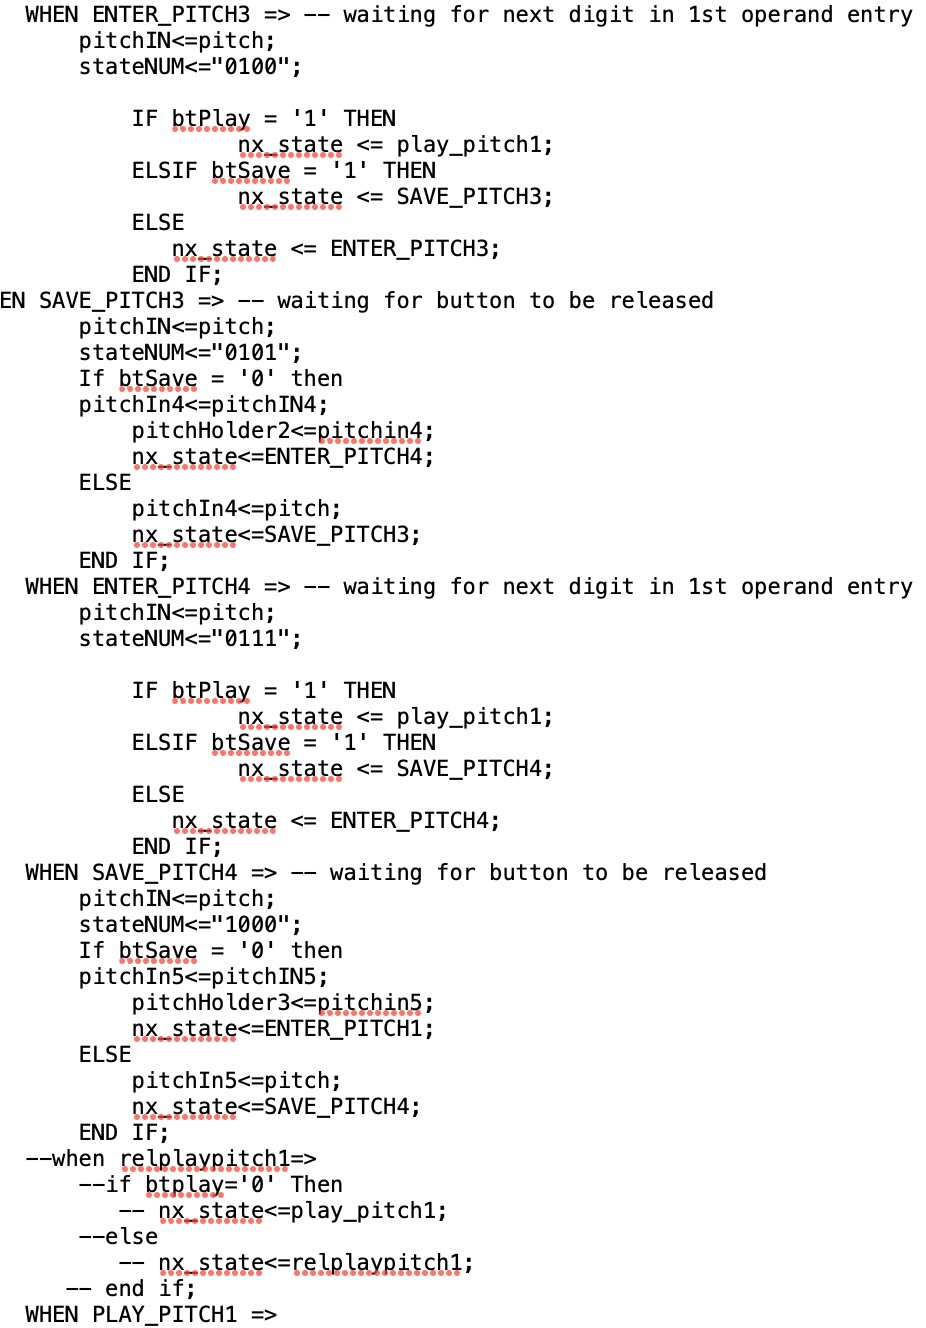 WHEN ENTER_PITCH3 => -- waiting for next digit in 1st operand entry
pitchIN<=pitch;
stateNUM<="0100";
IF btPlay = '1' THEN
nx_state <= play_pitch1;
ELSIF btSave = '1' THEN
nx_state <= SAVE_PITCH3;
ELSE
nx_state <= ENTER_PITCH3;
END IF;
EN SAVE_PITCH3 => -- waiting for button to be released
pitchIN<=pitch;
stateNUM<="0101";
If btSave = '0' then
pitchIn4<=pitchIN4;
pitchHolder2<=pitchin4;
nx_state<=ENTER_PITCH4;
ELSE
pitchIn4<=pitch;
nx_state<=SAVE_PITCH3;
END IF;
WHEN ENTER_PITCH4 => -- waiting for next digit in 1st operand entry
pitchIN<=pitch;
stateNUM<="0111";
IF btPlay = '1' THEN
nx_state <= play_pitch1;
ELSIF btSave = '1' THEN
nx_state <= SAVE_PITCH4;
ELSE
nx_state <= ENTER_PITCH4;
END IF;
WHEN SAVE_PITCH4 => -- waiting for button to be released
pitchIN<=pitch;
stateNUM<="1000";
If btSave = '0' then
pitchIn5<=pitchIN5;
pitchHolder3<=pitchin5;
nx_state<=ENTER_PITCH1;
ELSE
pitchIn5<=pitch;
nx_state<=SAVE_PITCH4;
END IF;
--when relplaypitch1=>
--if btplay='0' Then
-- nx_state<=play_pitch1;
--else
-- nx_state<=relplaypitch1;
-- end if;
WHEN PLAY_PITCH1 =>